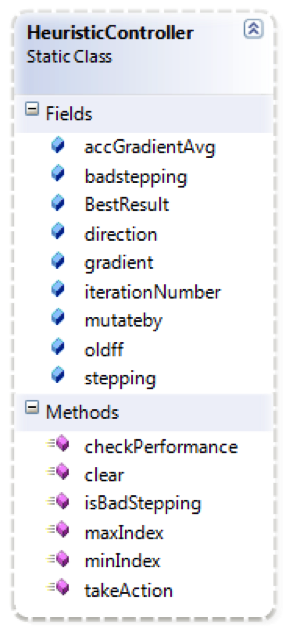 HeuristicController
Static Class
Fields
accGradientAvg
badstepping
BestResult
direction
gradient
iterationNumber
mutateby
oldff
stepping
Methods
checkPerformance
clear
isBadStepping
maxIndex
minIndex
takeAction